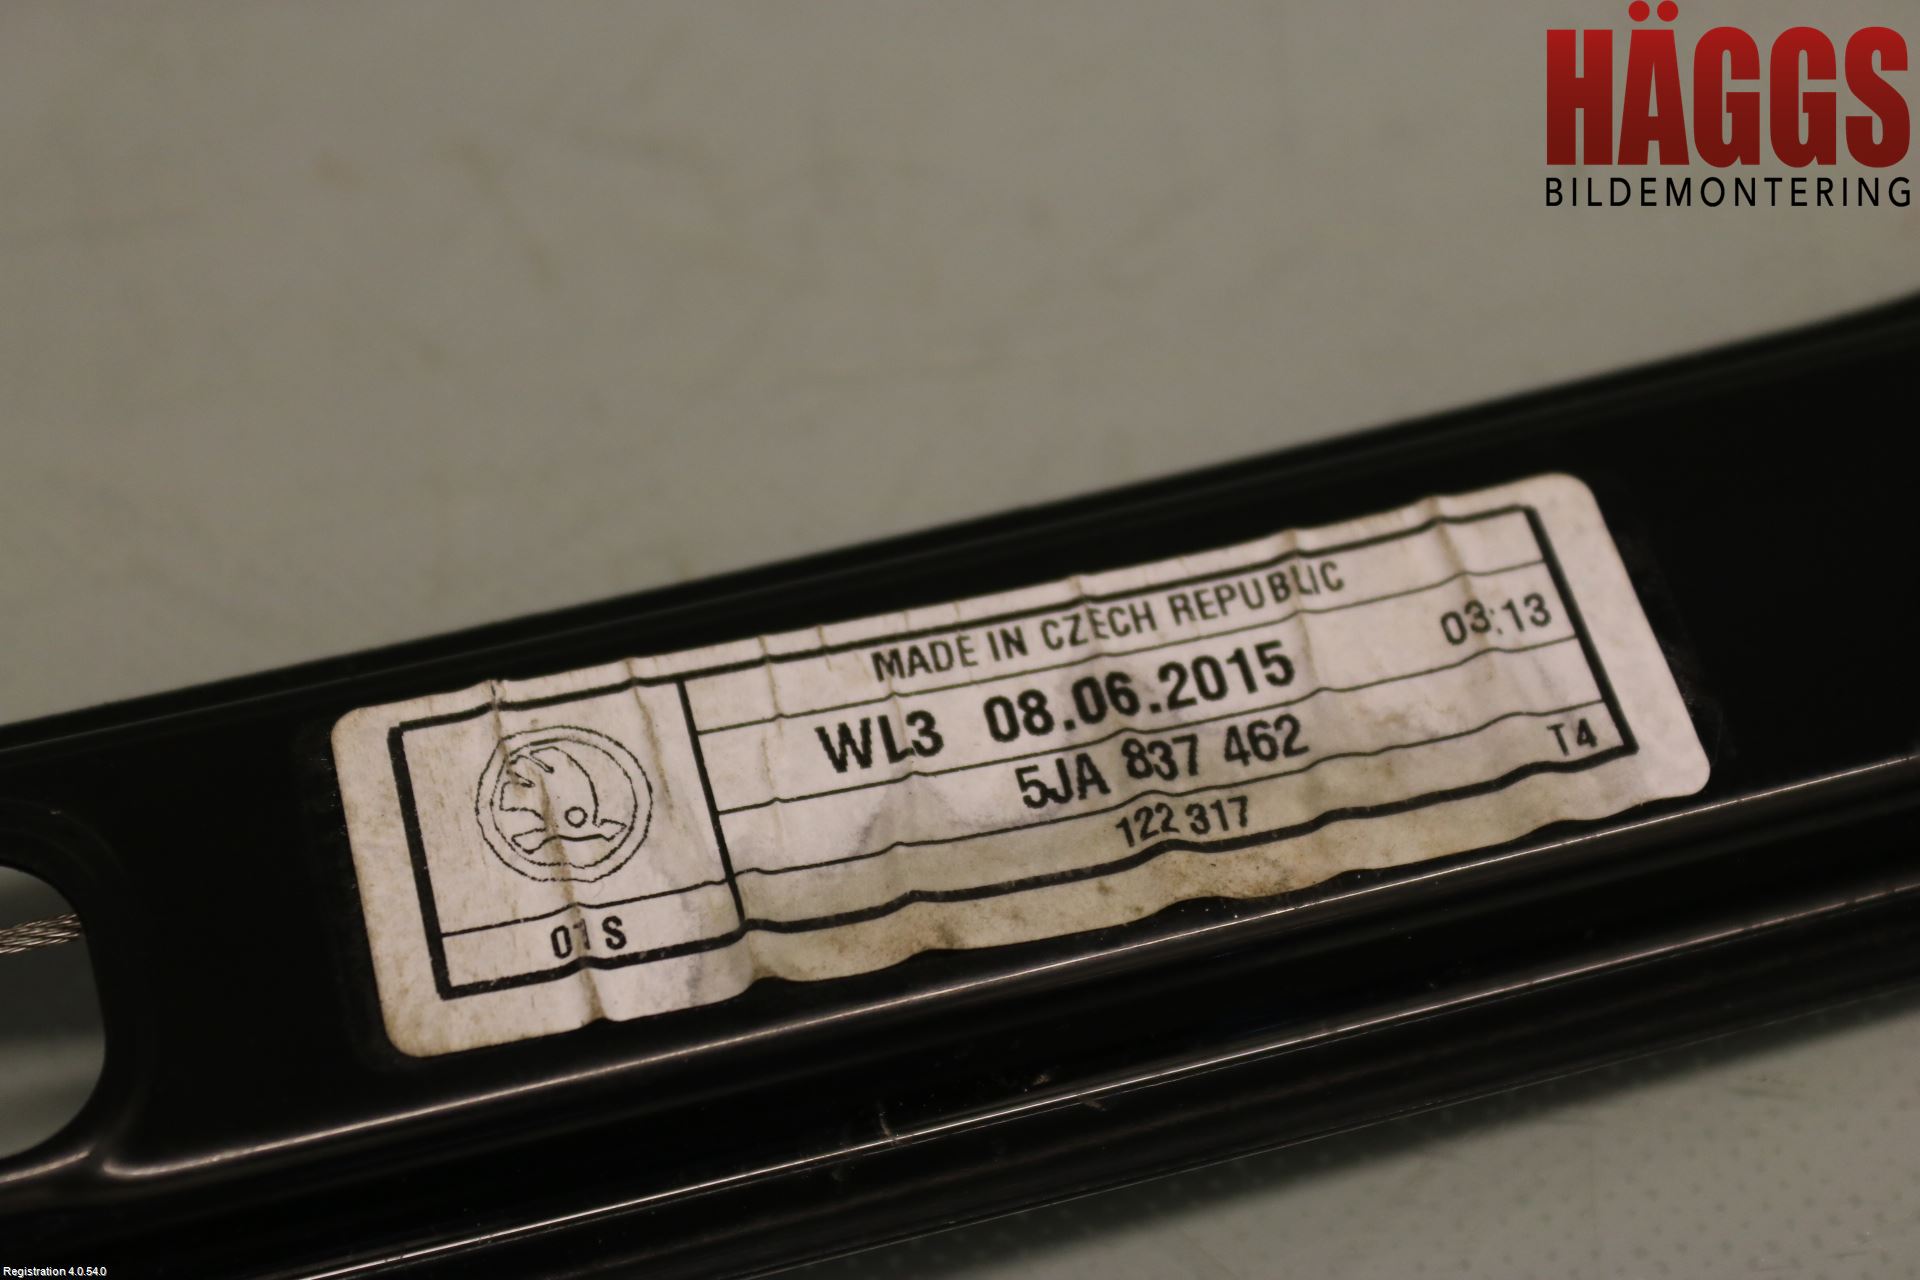 HÄGGS
BILDEMONTERING
MADE IN CZECH REPUBLIC
WL3 08.06.2015 03:13
5JA 837 462
122 317 T4
01S
Registration 4.0.54.0